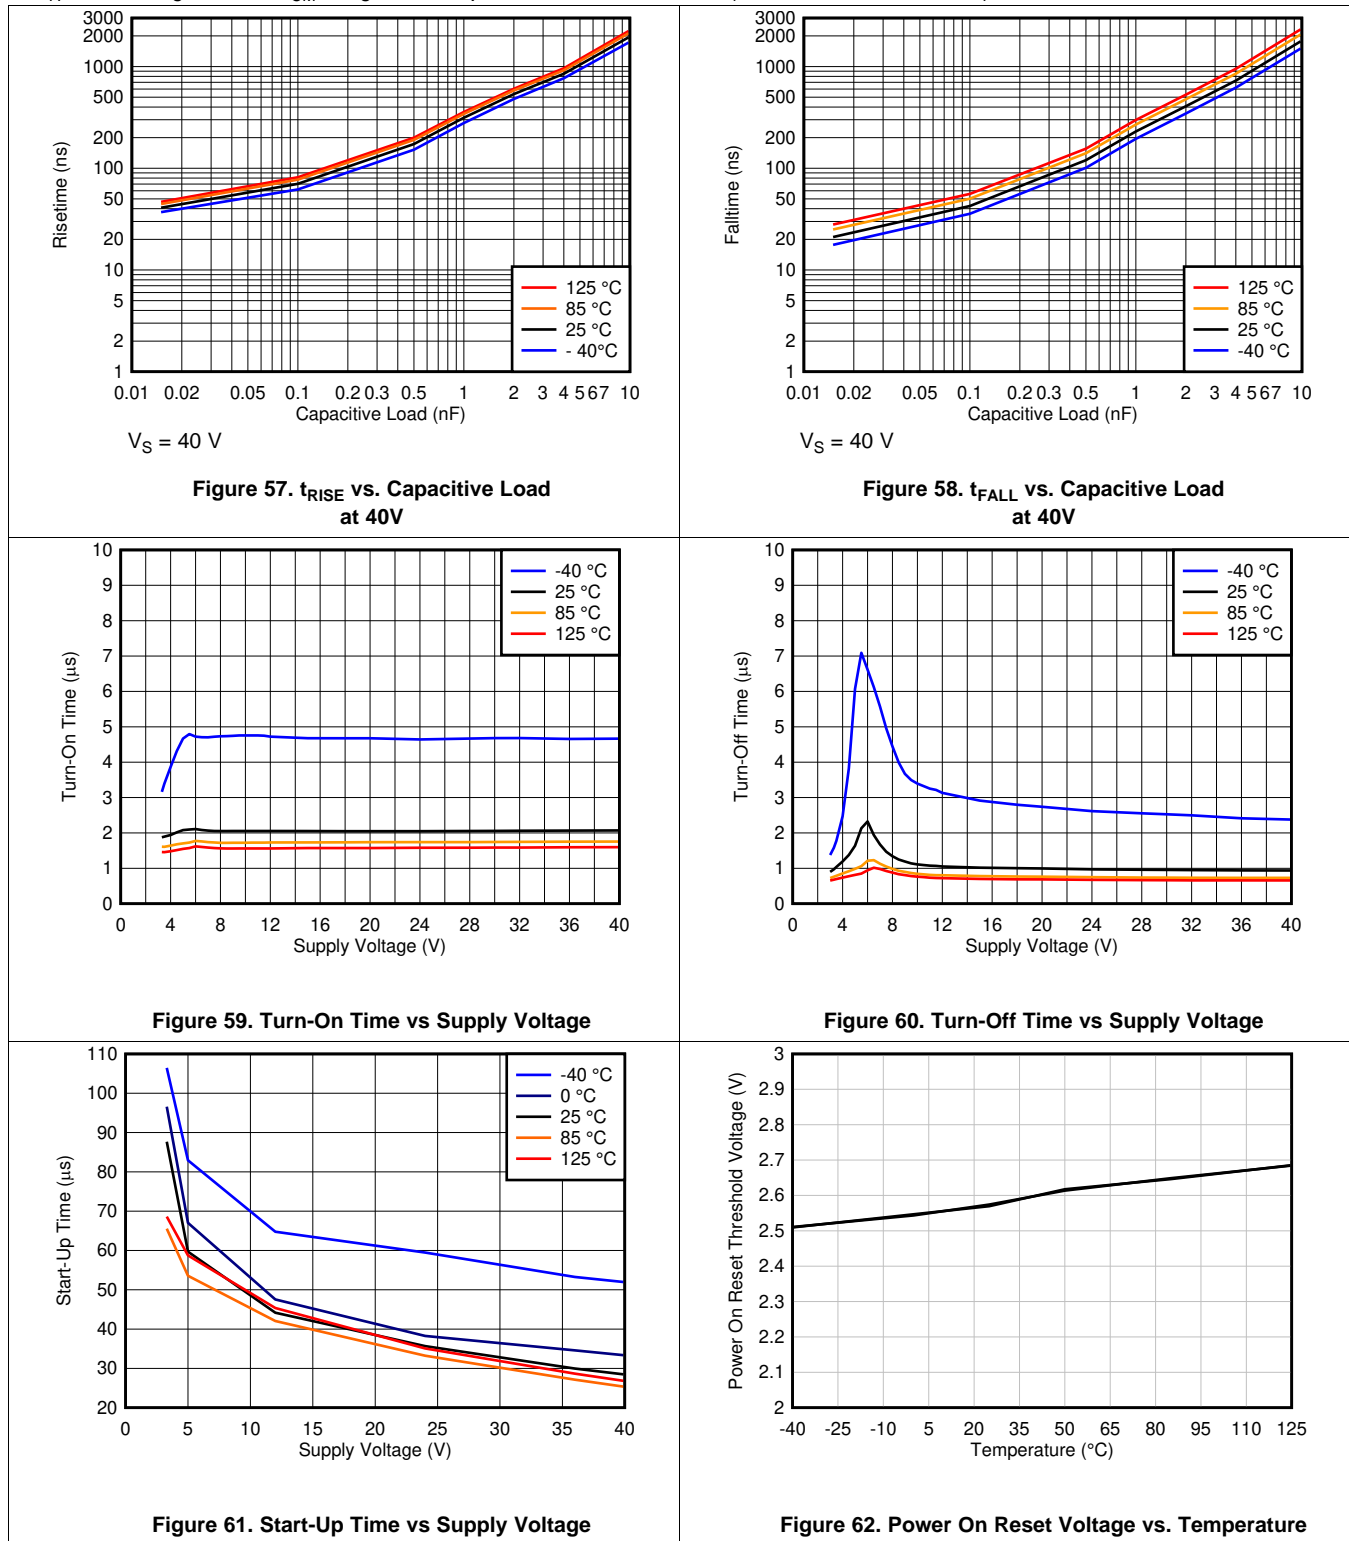 3000
2000
1000
500
200
100
50
20
10
5
2
1
Risetime (ns)
125 °C
85 °C
25 °C
- 40°C
0.01 0.02 0.05 0.1 0.2 0.3 0.5 1 2 3 4 5 6 7 10
Capacitive Load (nF)
VS = 40 V
Figure 57. tRISE vs. Capacitive Load
at 40V
3000
2000
1000
500
200
100
50
20
10
5
2
1
Falltime (ns)
125 °C
85 °C
25 °C
-40 °C
0.01 0.02 0.05 0.1 0.2 0.3 0.5 1 2 3 4 5 6 7 10
Capacitive Load (nF)
VS = 40 V
Figure 58. tFALL vs. Capacitive Load
at 40V
10
9
8
7
6
5
4
3
2
1
0
Turn-On Time (µs)
-40 °C
25 °C
85 °C
125 °C
0 4 8 12 16 20 24 28 32 36 40
Supply Voltage (V)
Figure 59. Turn-On Time vs Supply Voltage
10
9
8
7
6
5
4
3
2
1
0
Turn-Off Time (µs)
-40 °C
25 °C
85 °C
125 °C
0 4 8 12 16 20 24 28 32 36 40
Supply Voltage (V)
Figure 60. Turn-Off Time vs Supply Voltage
110
100
90
80
70
60
50
40
30
20
Start-Up Time (µs)
-40 °C
0 °C
25 °C
85 °C
125 °C
0 5 10 15 20 25 30 35 40
Supply Voltage (V)
Figure 61. Start-Up Time vs Supply Voltage
3
2.9
2.8
2.7
2.6
2.5
2.4
2.3
2.2
2.1
2
Power On Reset Threshold Voltage (V)
-40 -25 -10 5 20 35 50 65 80 95 110 125
Temperature (°C)
Figure 62. Power On Reset Voltage vs. Temperature